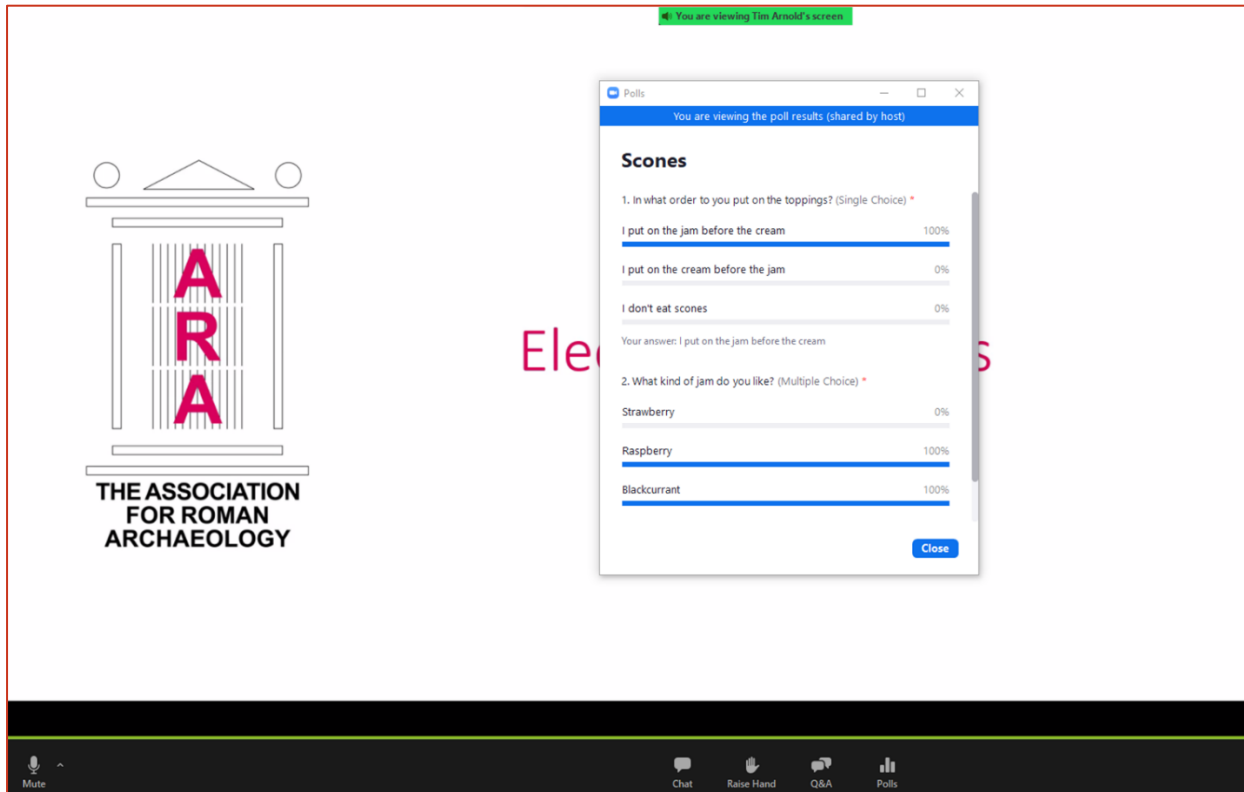 You are viewing Tim Arnold's screen
Polls
You are viewing the poll results (shared by host)
Scones
1. In what order to you put on the toppings? (Single Choice) *
I put on the jam before the cream 100%
I put on the cream before the jam 0%
I don't eat scones 0%
Your answer: I put on the jam before the cream
2. What kind of jam do you like? (Multiple Choice) *
Strawberry 0%
Raspberry 100%
Blackcurrant 100%
Close
A
R
A
THE ASSOCIATION
FOR ROMAN
ARCHAEOLOGY
Mute
Chat
Raise Hand
Q&A
Polls